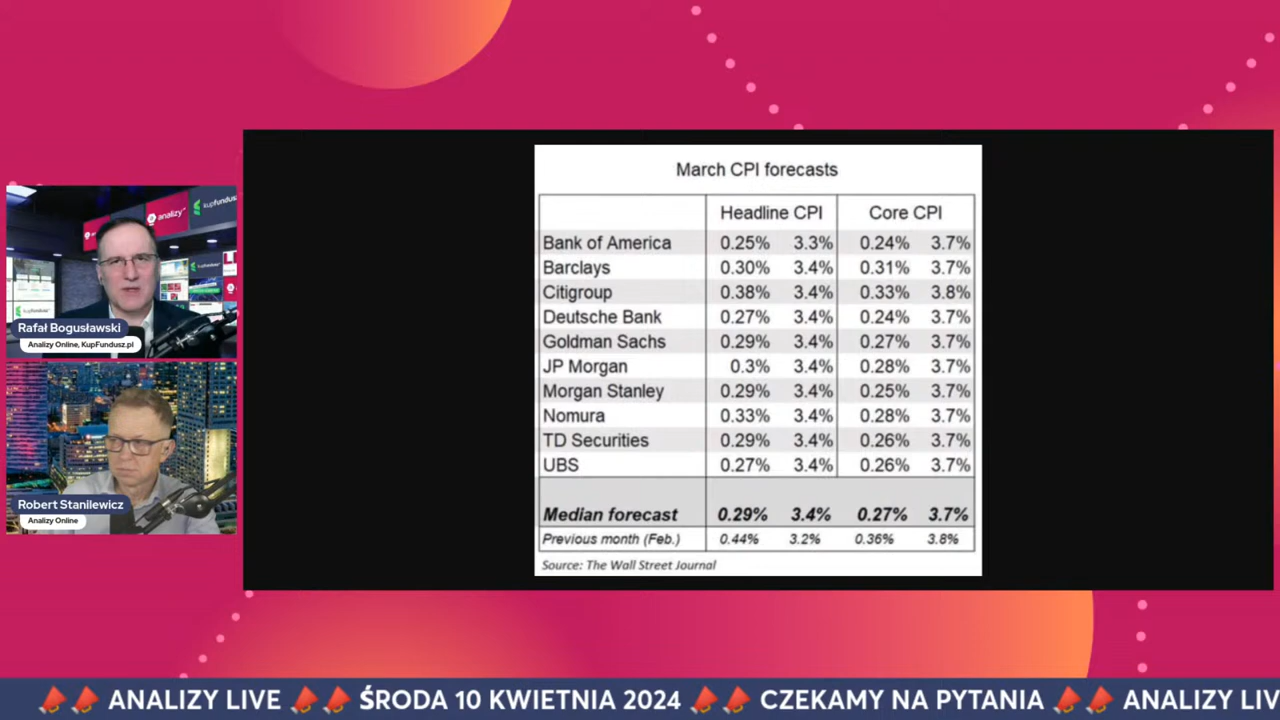 March CPI forecasts
Headline CPI Core CPI
Bank of America 0.25% 3.3% 0.24% 3.7%
Barclays 0.30% 3.4% 0.31% 3.7%
Citigroup 0.38% 3.4% 0.33% 3.8%
Deutsche Bank 0.27% 3.4% 0.24% 3.7%
Goldman Sachs 0.29% 3.4% 0.27% 3.7%
JP Morgan 0.3% 3.4% 0.28% 3.7%
Morgan Stanley 0.29% 3.4% 0.25% 3.7%
Nomura 0.33% 3.4% 0.28% 3.7%
TD Securities 0.29% 3.4% 0.26% 3.7%
UBS 0.27% 3.4% 0.26% 3.7%
Median forecast 0.29% 3.4% 0.27% 3.7%
Previous month (Feb.) 0.44% 3.2% 0.36% 3.8%
Source: The Wall Street Journal
analizy
kupfundusz
Rafał Bogusławski
Analizy Online, KupFundusz.pl
Robert Stanilewicz
Analizy Online
ANALIZY LIVE ŚRODA 10 KWIETNIA 2024 CZEKAMY NA PYTANIA ANALIZY LIV